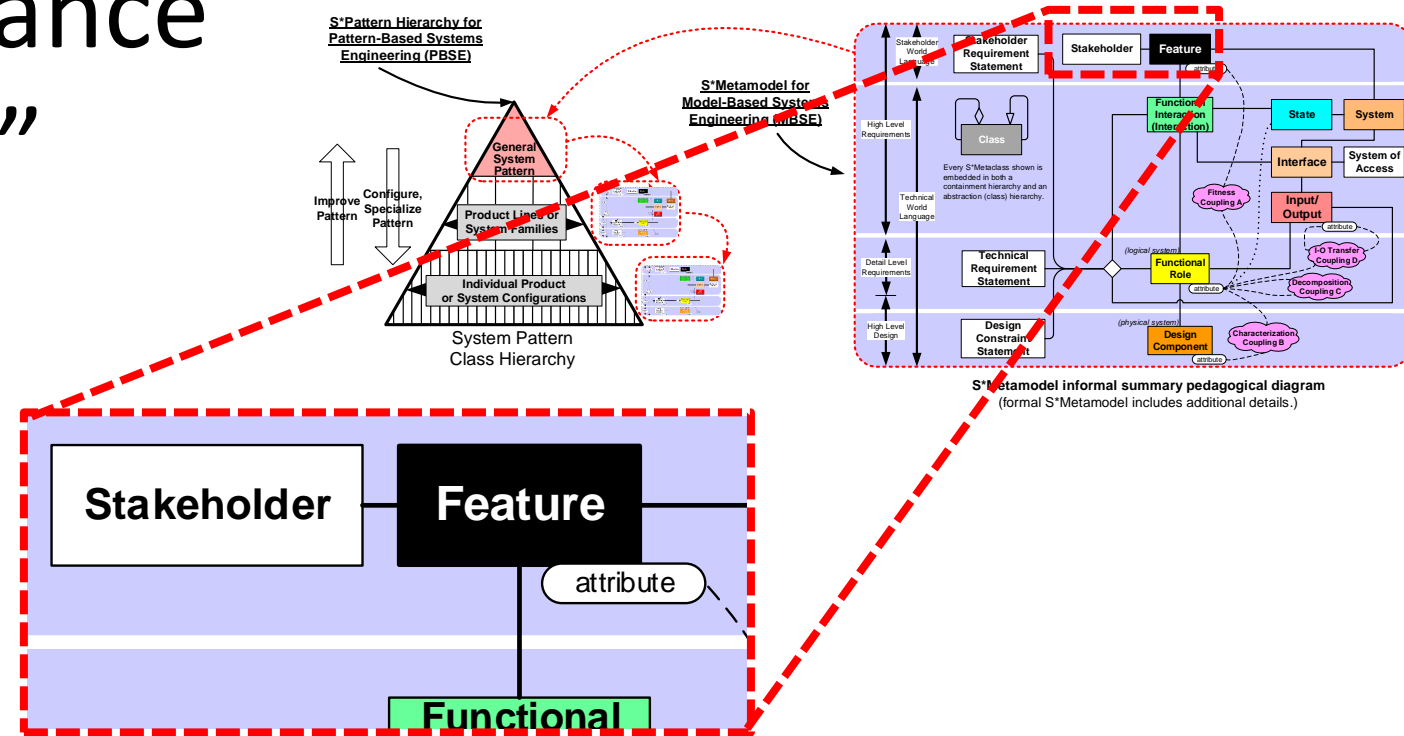 ance
”
S*Pattern Hierarchy for
Pattern-Based Systems
Engineering (PBSE)
General
System
Pattern
Improve
Pattern
Configure,
Specialize
Pattern
Product Lines or
System Families
Individual Product
or System Configurations
System Pattern
Class Hierarchy
S*Metamodel for
Model-Based Systems
Engineering (MBSE)
Stakeholder
World
Language
High Level
Requirements
Technical
World
Language
Detail Level
Requirements
High Level
Design
Stakeholder
Requirement
Statement
Stakeholder
Feature
attribute
Class
Every S*Metaclass shown is
embedded in both a
containment hierarchy and an
abstraction (class) hierarchy.
Functional
Interaction
(Interaction)
State
System
Interface
System of
Access
Fitness
Coupling A
Input/
Output
attribute
I-O Transfer
Coupling D
Technical
Requirement
Statement
(logical system)
Functional
Role
attribute
Decomposition
Coupling C
Design
Constraint
Statement
(physical system)
Design
Component
attribute
Characterization
Coupling B
S*Metamodel informal summary pedagogical diagram
(formal S*Metamodel includes additional details.)
Stakeholder
Feature
attribute
Functional